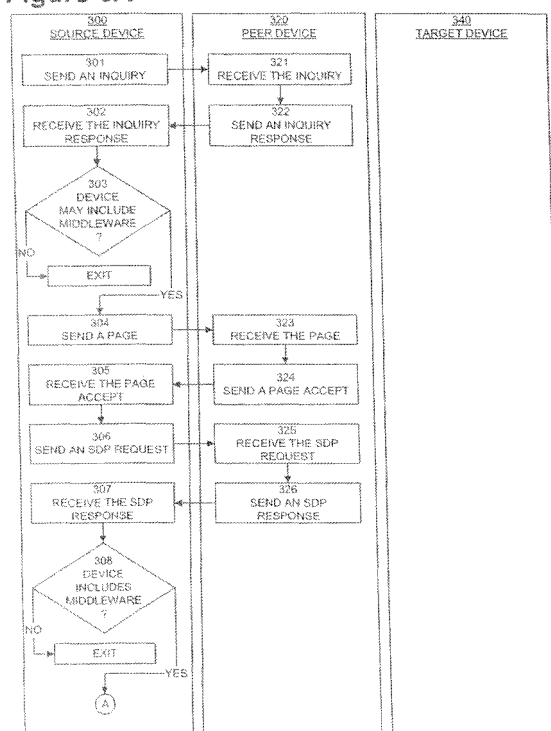 300
SOURCE DEVICE
320
PEER DEVICE
340
TARGET DEVICE
301
SEND AN INQUIRY
321
RECEIVE THE INQUIRY
302
RECEIVE THE INQUIRY
RESPONSE
322
SEND AN INQUIRY
RESPONSE
303
DEVICE
MAY INCLUDE
MIDDLEWARE
?
NO
EXIT
YES
304
SEND A PAGE
323
RECEIVE THE PAGE
305
RECEIVE THE PAGE
ACCEPT
324
SEND A PAGE ACCEPT
306
SEND AN SDP REQUEST
325
RECEIVE THE SDP
REQUEST
307
RECEIVE THE SDP
RESPONSE
326
SEND AN SDP
RESPONSE
308
DEVICE
INCLUDES
MIDDLEWARE
?
NO
EXIT
YES
A